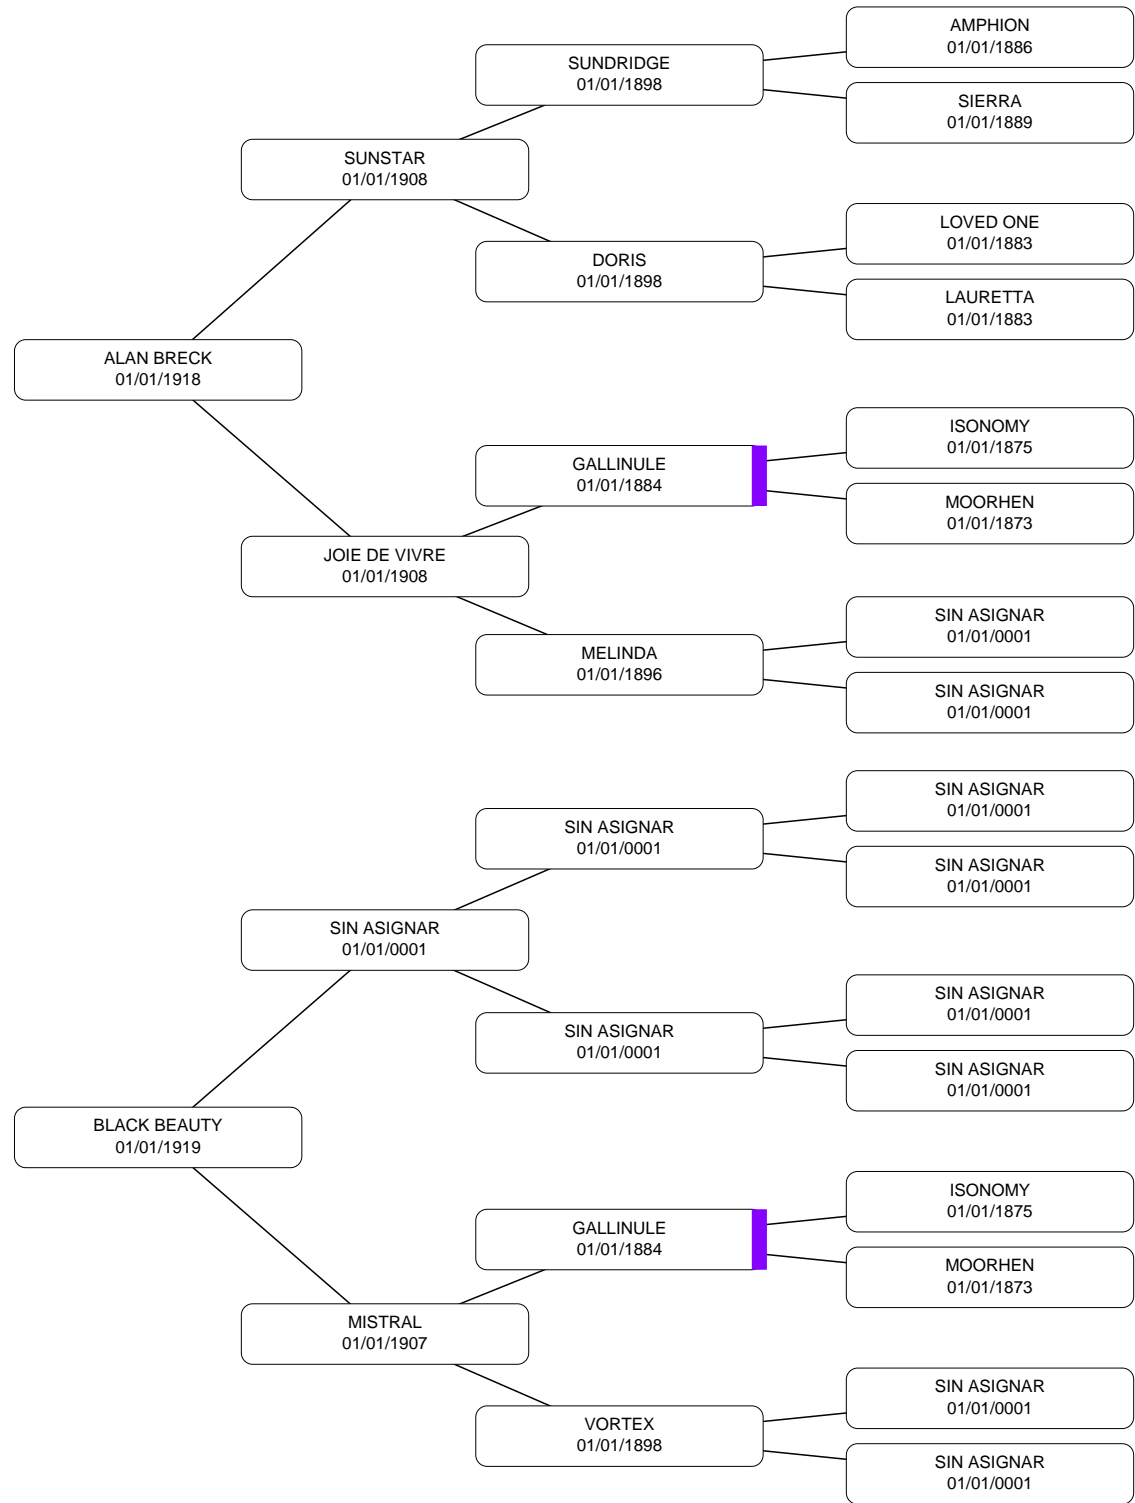 AMPHION
01/01/1886
SUNDRIDGE
01/01/1898
SIERRA
01/01/1889
SUNSTAR
01/01/1908
LOVED ONE
01/01/1883
DORIS
01/01/1898
LAURETTA
01/01/1883
ALAN BRECK
01/01/1918
ISONOMY
01/01/1875
GALLINULE
01/01/1884
MOORHEN
01/01/1873
JOIE DE VIVRE
01/01/1908
SIN ASIGNAR
01/01/0001
MELINDA
01/01/1896
SIN ASIGNAR
01/01/0001
SIN ASIGNAR
01/01/0001
SIN ASIGNAR
01/01/0001
SIN ASIGNAR
01/01/0001
SIN ASIGNAR
01/01/0001
SIN ASIGNAR
01/01/0001
SIN ASIGNAR
01/01/0001
SIN ASIGNAR
01/01/0001
BLACK BEAUTY
01/01/1919
ISONOMY
01/01/1875
GALLINULE
01/01/1884
MOORHEN
01/01/1873
MISTRAL
01/01/1907
SIN ASIGNAR
01/01/0001
VORTEX
01/01/1898
SIN ASIGNAR
01/01/0001